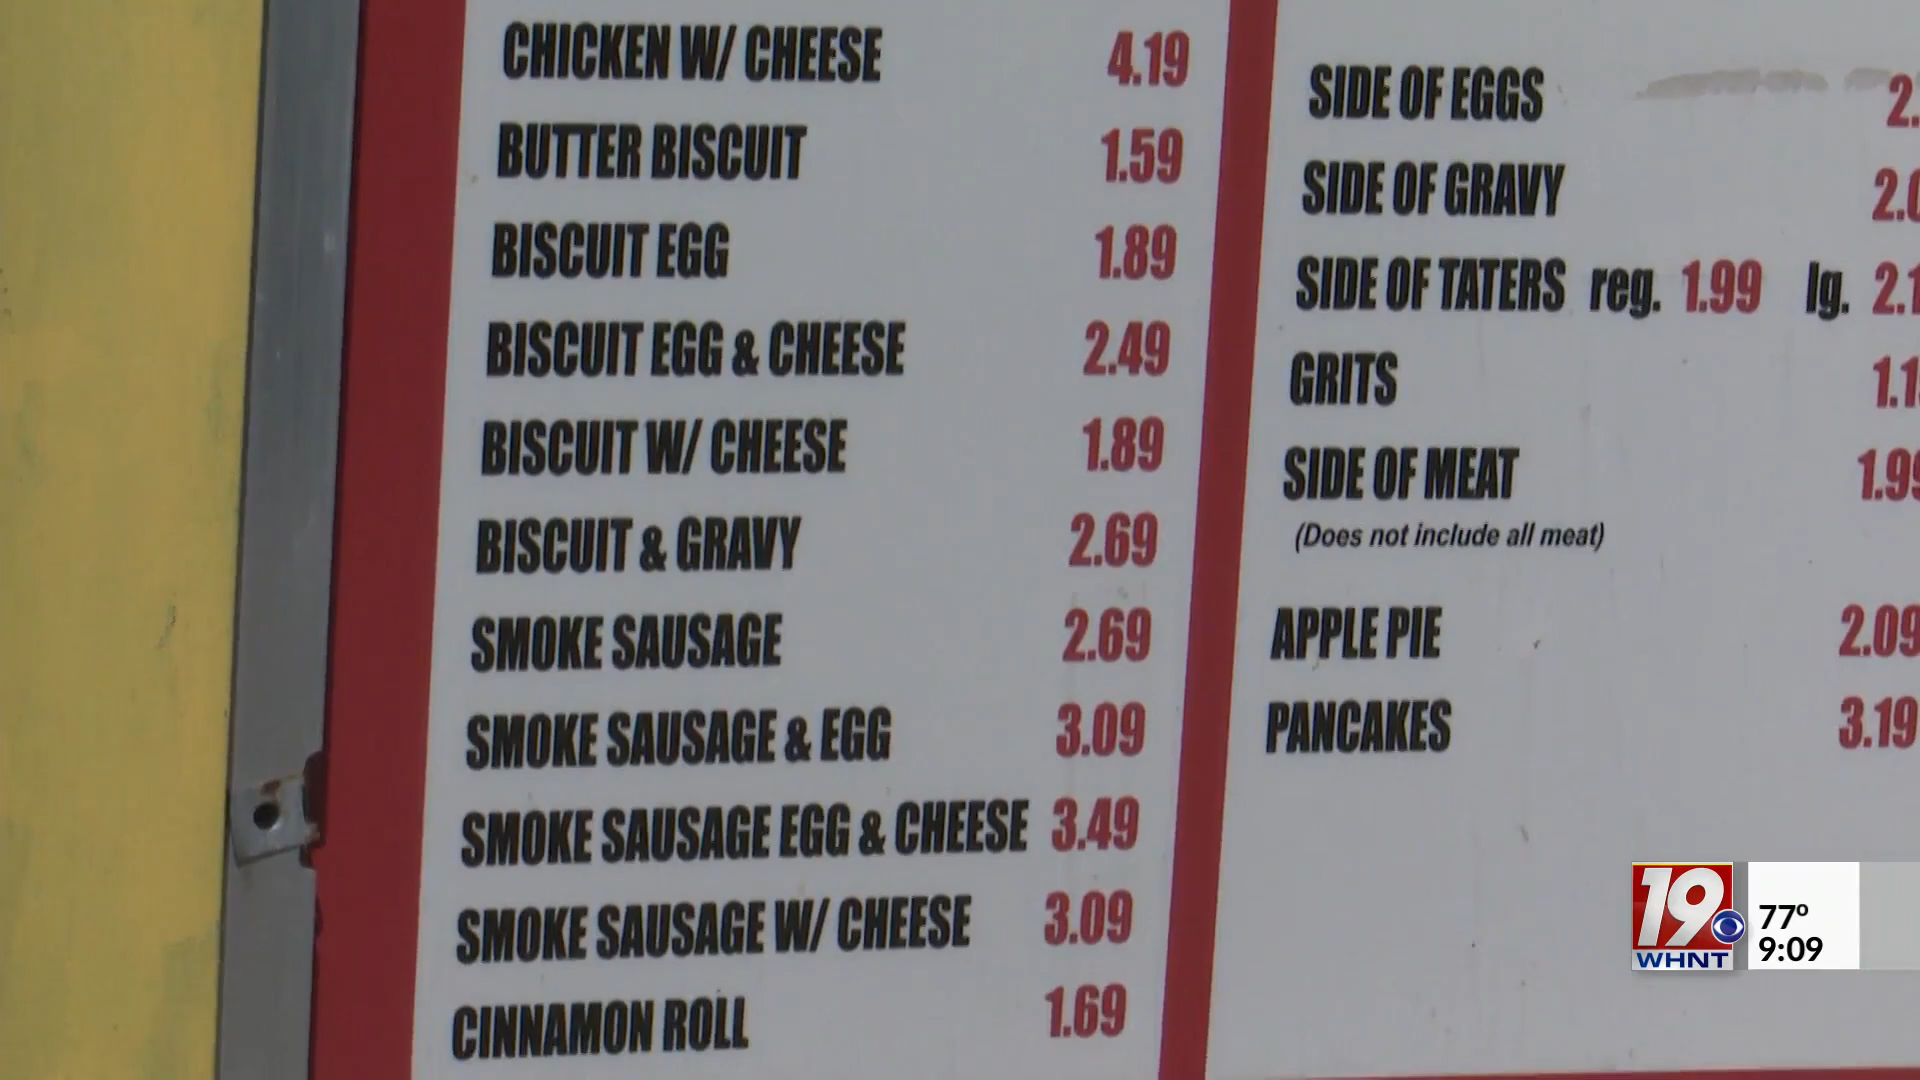 CHICKEN W/ CHEESE 4.19
BUTTER BISCUIT 1.59
BISCUIT EGG 1.89
BISCUIT EGG & CHEESE 2.49
BISCUIT W/ CHEESE 1.89
BISCUIT & GRAVY 2.69
SMOKE SAUSAGE 2.69
SMOKE SAUSAGE & EGG 3.09
SMOKE SAUSAGE EGG & CHEESE 3.49
SMOKE SAUSAGE W/ CHEESE 3.09
CINNAMON ROLL 1.69
SIDE OF EGGS
SIDE OF GRAVY
SIDE OF TATERS reg. 1.99 lg.
GRITS
SIDE OF MEAT 1.99
(Does not include all meat)
APPLE PIE 2.09
PANCAKES 3.19
19
WHNT
77º
9:09